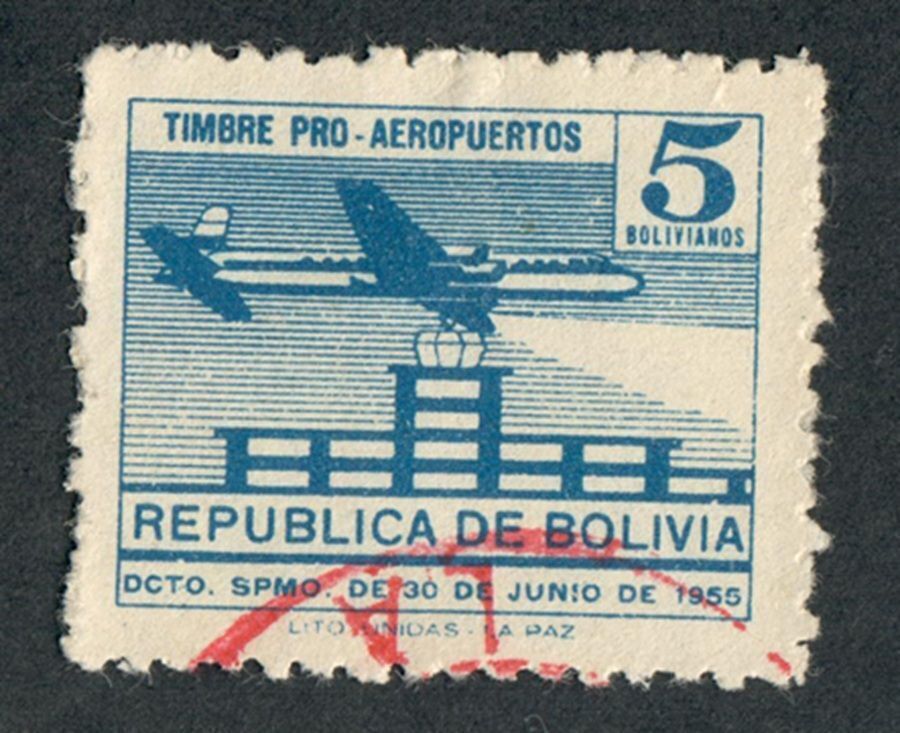 TIMBRE PRO-AEROPUERTOS
5
BOLIVIANOS
REPUBLICA DE BOLIVIA
DCTO. SPMO. DE 30 DE JUNIO DE 1955
LITO. UNIDAS - LA PAZ